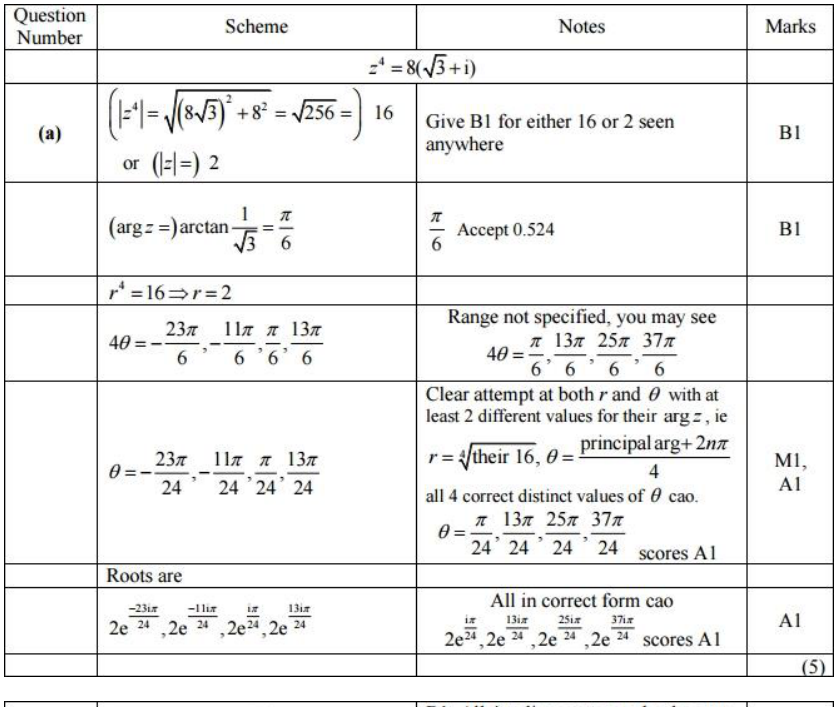 Question Number Scheme Notes Marks
z⁴ = 8(√3 + i)
(a) (|z⁴| = √((8√3)² + 8²) = √256 =) 16
or (|z| =) 2
Give B1 for either 16 or 2 seen
anywhere
B1
(arg z =) arctan 1/√3 = π/6
π/6 Accept 0.524
B1
r⁴ = 16 ⇒ r = 2
4θ = −23π/6, −11π/6, π/6, 13π/6
Range not specified, you may see
4θ = π/6, 13π/6, 25π/6, 37π/6
θ = −23π/24, −11π/24, π/24, 13π/24
Clear attempt at both r and θ with at
least 2 different values for their arg z, ie
r = ⁴√their 16, θ = (principal arg + 2nπ)/4
all 4 correct distinct values of θ cao.
θ = π/24, 13π/24, 25π/24, 37π/24 scores A1
M1,
A1
Roots are
2e^(−23iπ/24), 2e^(−11iπ/24), 2e^(iπ/24), 2e^(13iπ/24)
All in correct form cao
2e^(iπ/24), 2e^(13iπ/24), 2e^(25iπ/24), 2e^(37iπ/24) scores A1
A1
(5)